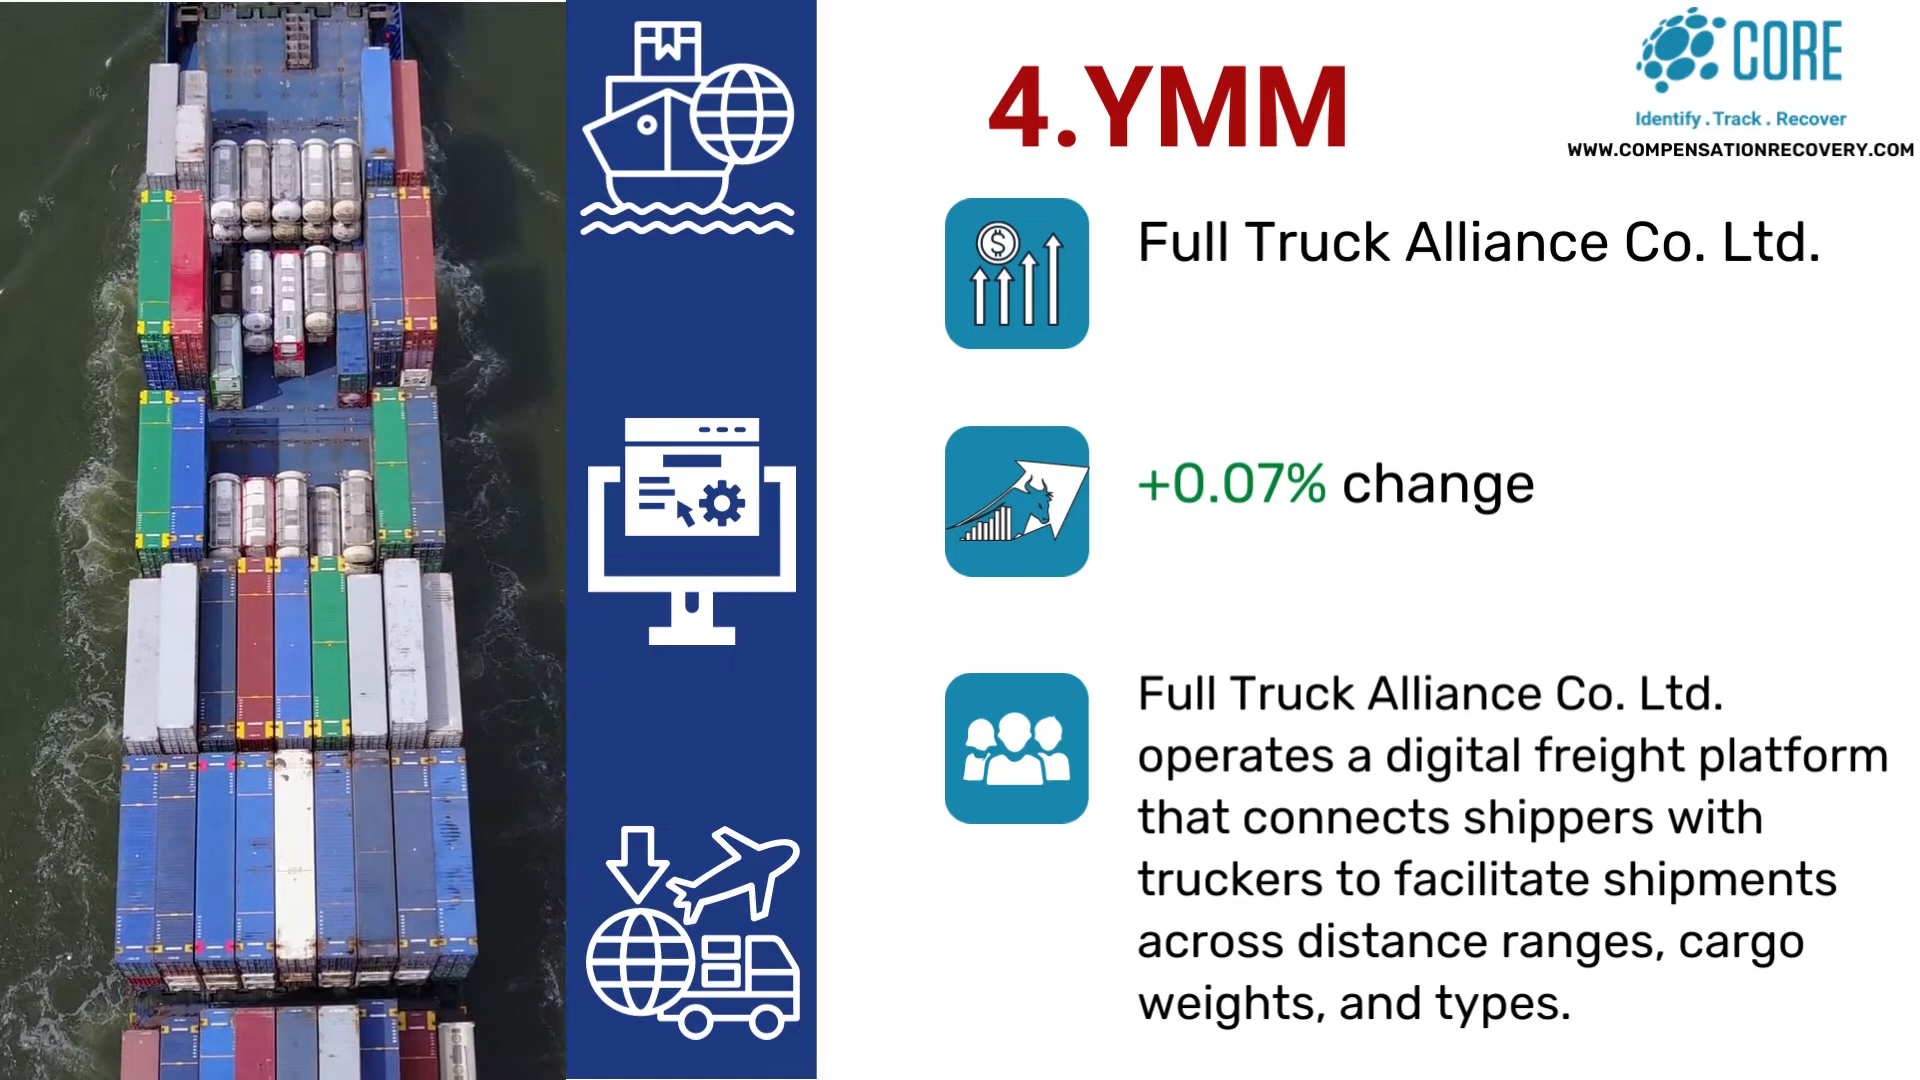 4.YMM
CORE
Identify . Track . Recover
WWW.COMPENSATIONRECOVERY.COM
Full Truck Alliance Co. Ltd.
+0.07% change
Full Truck Alliance Co. Ltd.
operates a digital freight platform
that connects shippers with
truckers to facilitate shipments
across distance ranges, cargo
weights, and types.